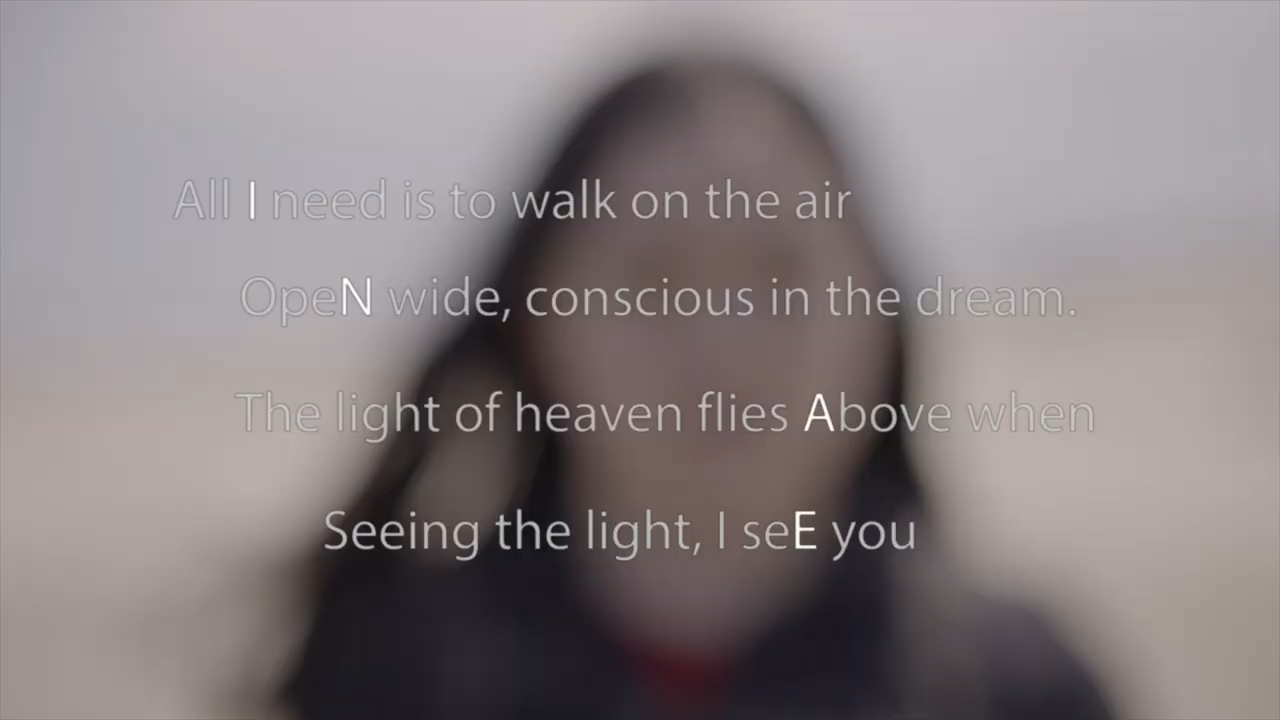 All I need is to walk on the air
OpeN wide, conscious in the dream.
The light of heaven flies Above when
Seeing the light, I seE you